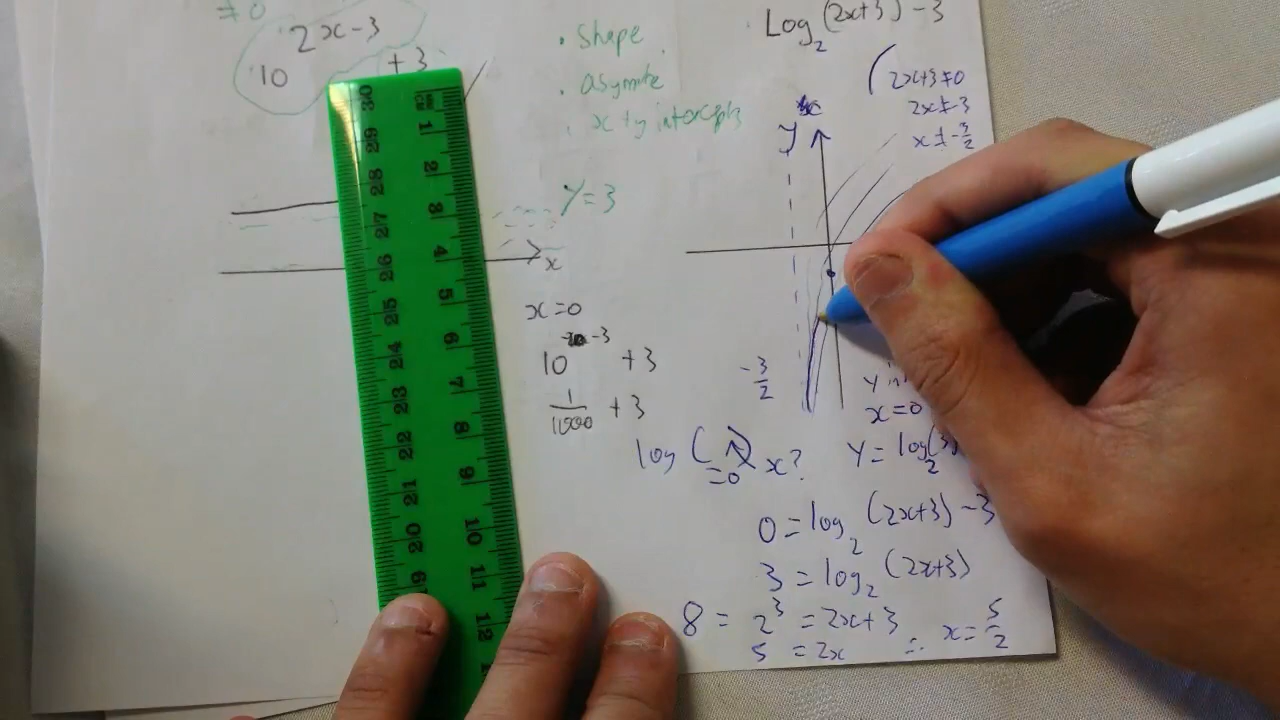 ≠0
10^(2x-3) + 3
• Shape
• asymite
• x + y intercepts
y = 3
x
x=0
+ 3
1/1000 + 3
Log₂(2x+3) - 3
(2x+3≠0
2x≠-3
x≠-3/2
y
-3/2
x=0
log ( ) x?
=0
y = log₂(3)
0 = log₂(2x+3) - 3
3 = log₂(2x+3)
8 = 2³ = 2x+3
5 = 2x ∴ x = 5/2
30 29 28 27 26 25 24 23 22 21 20 19
CM 1 2 3 4 5 6 7 8 9 10 11 12